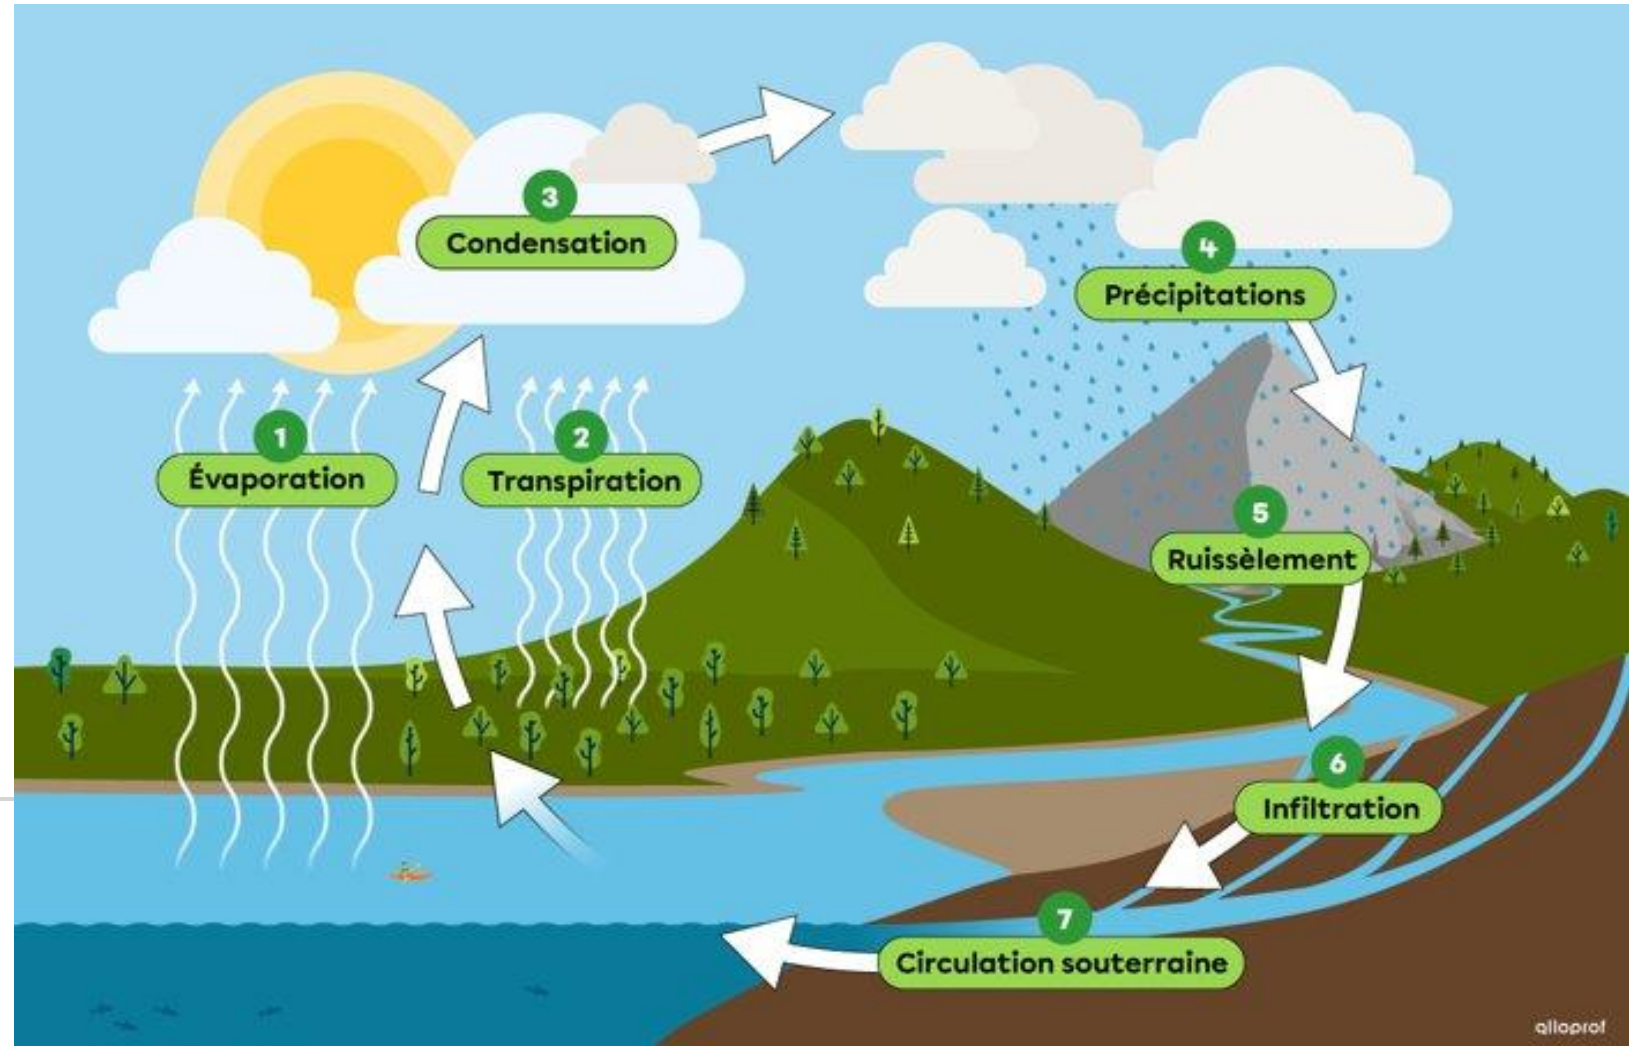 1
Évaporation
2
Transpiration
3
Condensation
4
Précipitations
5
Ruissèlement
6
Infiltration
7
Circulation souterraine
alloprof